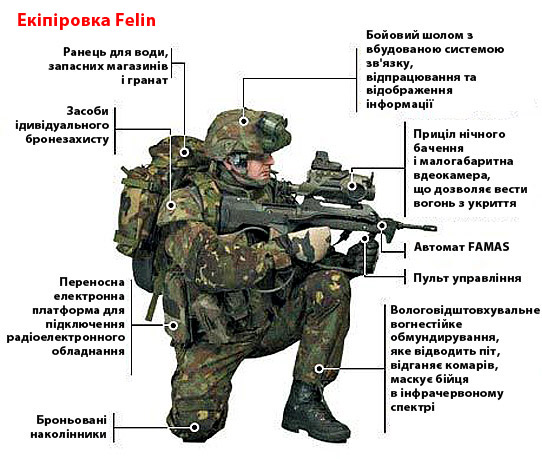 Екіпіровка Felin
Ранець для води,
запасних магазинів
і гранат
Засоби
ідивідуального
бронезахисту
Переносна
електронна
платформа для
підключення
радіоелектронного
обладнання
Броньовані
наколінники
Бойовий шолом з
вбудованою системою
зв'язку,
відпрацювання та
відображення
інформації
Приціл нічного
бачення
і малогабаритна
вдеокамера,
що дозволяє вести
вогонь з укриття
Автомат FAMAS
Пульт управління
Вологовідштовхувальне
вогнестійке
обмундирування,
яке відводить піт,
відганяє комарів,
маскує бійця
в інфрачервоному
спектрі